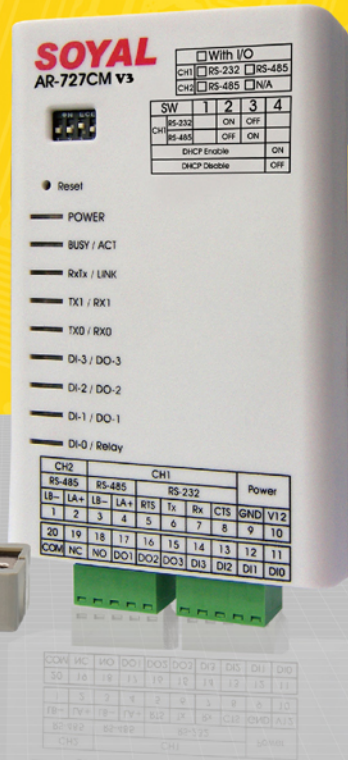 SOYAL
AR-727CM V3
□With I/O
CH1 □RS-232 □RS-485
CH2 □RS-485 □N/A
SW 1 2 3 4
CH1 RS-232 ON OFF
RS-485 OFF ON
DHCP Enable ON
DHCP Disable OFF
Reset
POWER
BUSY / ACT
RxTx / LINK
TX1 / RX1
TX0 / RX0
DI-3 / DO-3
DI-2 / DO-2
DI-1 / DO-1
DI-0 / Relay
CH2 CH1 Power
RS-485 RS-485 RS-232
LB- LA+ LB- LA+ RTS Tx Rx CTS GND V12
1 2 3 4 5 6 7 8 9 10
20 19 18 17 16 15 14 13 12 11
COM NC NO DO1 DO2 DO3 DI3 DI2 DI1 DI0